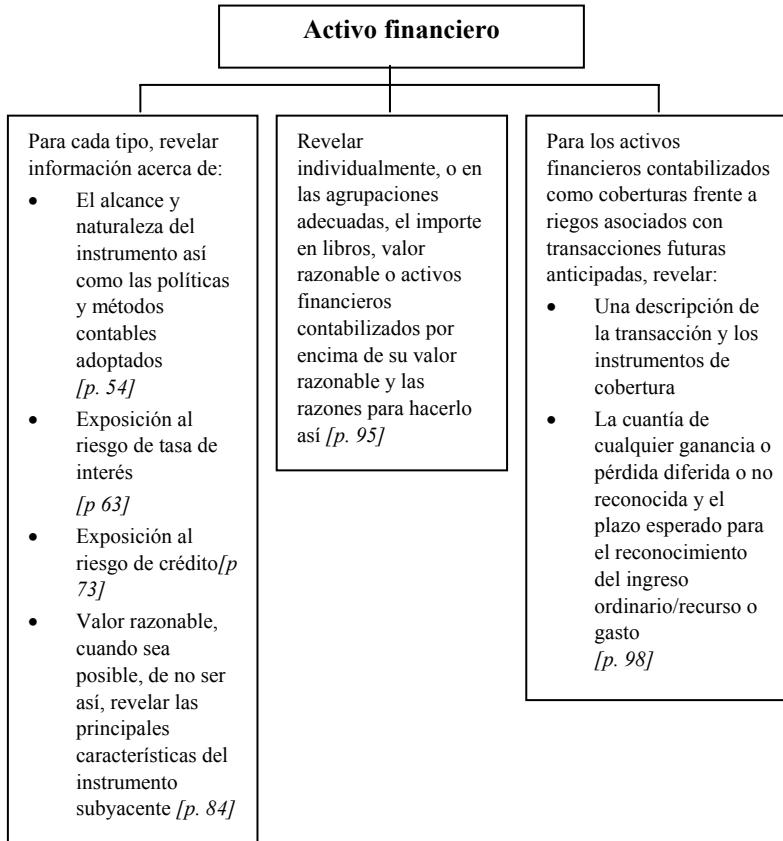 Activo financiero
Para cada tipo, revelar
información acerca de:
• El alcance y
naturaleza del
instrumento así
como las políticas
y métodos
contables
adoptados
[p. 54]
• Exposición al
riesgo de tasa de
interés
[p 63]
• Exposición al
riesgo de crédito[p
73]
• Valor razonable,
cuando sea
posible, de no ser
así, revelar las
principales
característícas del
instrumento
subyacente [p. 84]
Revelar
individualmente, o en
las agrupaciones
adecuadas, el importe
en libros, valor
razonable o activos
financieros
contabilizados por
encima de su valor
razonable y las
razones para hacerlo
así [p. 95]
Para los activos
financieros contabilizados
como coberturas frente a
riegos asociados con
transacciones futuras
anticipadas, revelar:
• Una descripción de
la transacción y los
instrumentos de
cobertura
• La cuantía de
cualquier ganancia o
pérdida diferida o no
reconocida y el
plazo esperado para
el reconocimiento
del ingreso
ordinario/recurso o
gasto
[p. 98]